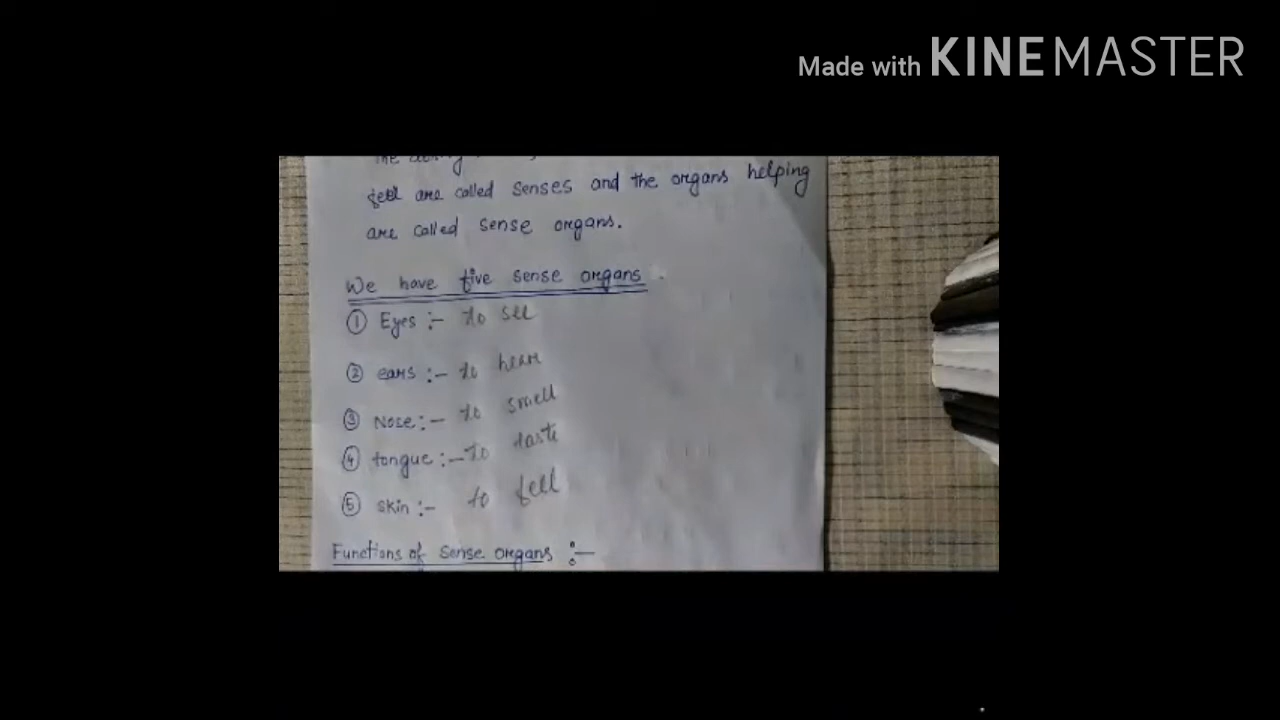 Made with KINEMASTER
the
feel are called senses and the organs helping
are called sense organs.
We have five sense organs
① Eyes :- to see
② ears :- to hear
③ Nose :- to smell
④ tongue :- to taste
⑤ skin :- to feel
Functions of Sense Organs :-